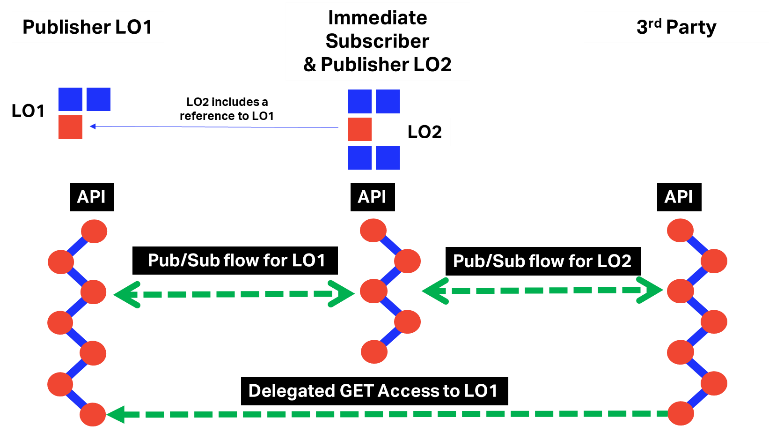 Publisher LO1
Immediate
Subscriber
& Publisher LO2
3rd Party
LO1
LO2 includes a
reference to LO1
LO2
API
API
API
Pub/Sub flow for LO1
Pub/Sub flow for LO2
Delegated GET Access to LO1